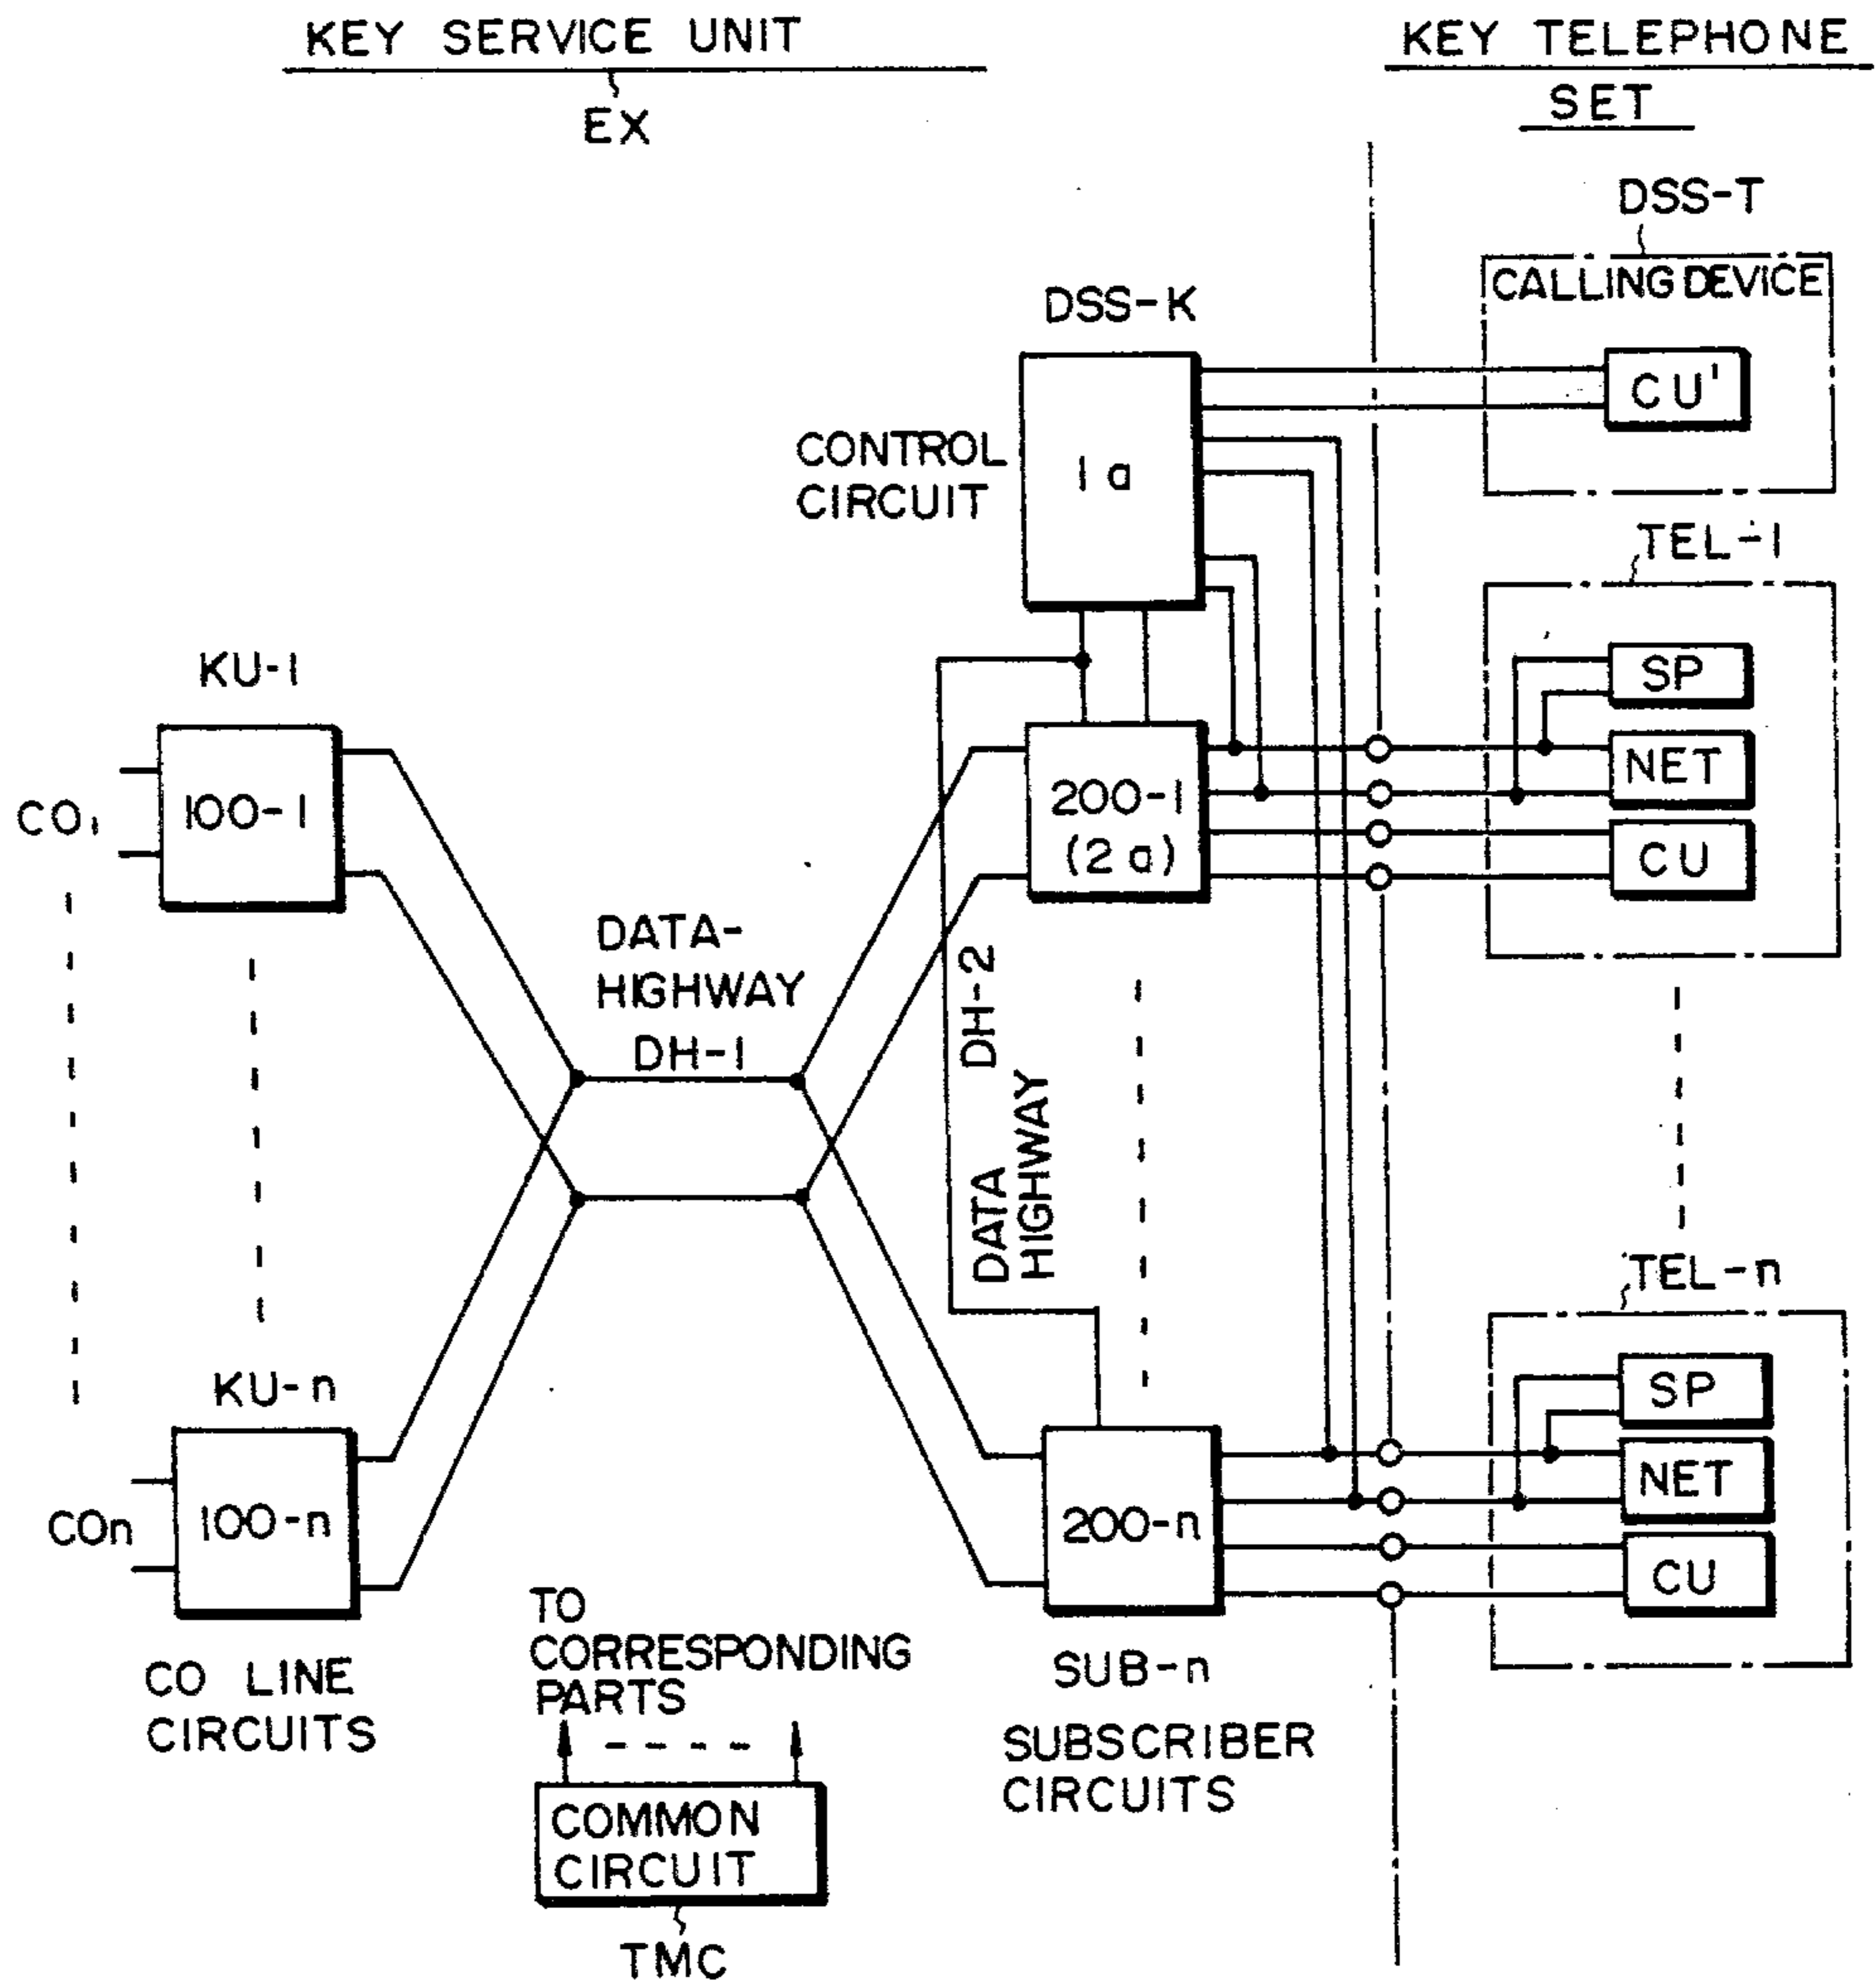 KEY SERVICE UNIT
EX
KEY TELEPHONE
SET
DSS-T
CALLING DEVICE
CU'
DSS-K
CONTROL
CIRCUIT
1a
TEL-1
SP
NET
CU
KU-1
CO1
100-1
200-1
(2a)
DATA-
HIGHWAY
DH-1
DH-2
DATA
HIGHWAY
TEL-n
SP
NET
CU
KU-n
COn
100-n
200-n
CO LINE
CIRCUITS
TO
CORRESPONDING
PARTS
SUB-n
SUBSCRIBER
CIRCUITS
COMMON
CIRCUIT
TMC